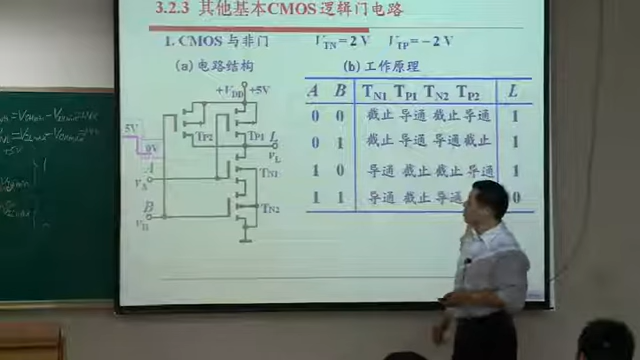 3.2.3 其他基本CMOS逻辑门电路
1. CMOS 与非门 VTN=2V VTP=-2V
(a)电路结构 (b)工作原理
+VDD +5V
A B TN1 TP1 TN2 TP2 L
0 0 截止 导通 截止 导通 1
0 1 截止 导通 导通 截止 1
1 0 导通 截止 截止 导通 1
1 1 导通 截止 导通 0
5V
0V
TP2 TP1 L
VL
A
VA
TN1
B
VB
TN2